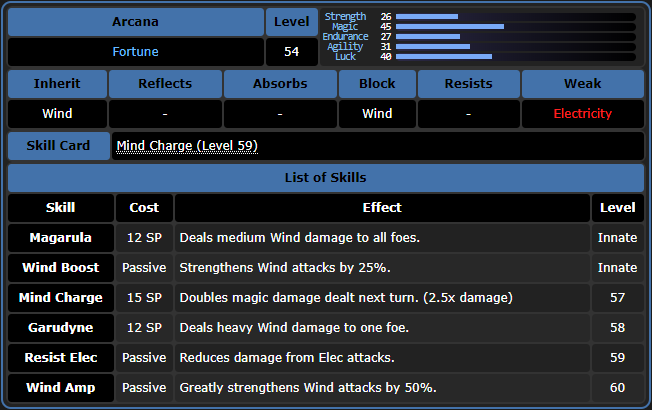 Arcana Level
Fortune 54
Strength 26
Magic 45
Endurance 27
Agility 31
Luck 40
Inherit Reflects Absorbs Block Resists Weak
Wind - - Wind - Electricity
Skill Card Mind Charge (Level 59)
List of Skills
Skill Cost Effect Level
Magarula 12 SP Deals medium Wind damage to all foes. Innate
Wind Boost Passive Strengthens Wind attacks by 25%. Innate
Mind Charge 15 SP Doubles magic damage dealt next turn. (2.5x damage) 57
Garudyne 12 SP Deals heavy Wind damage to one foe. 58
Resist Elec Passive Reduces damage from Elec attacks. 59
Wind Amp Passive Greatly strengthens Wind attacks by 50%. 60